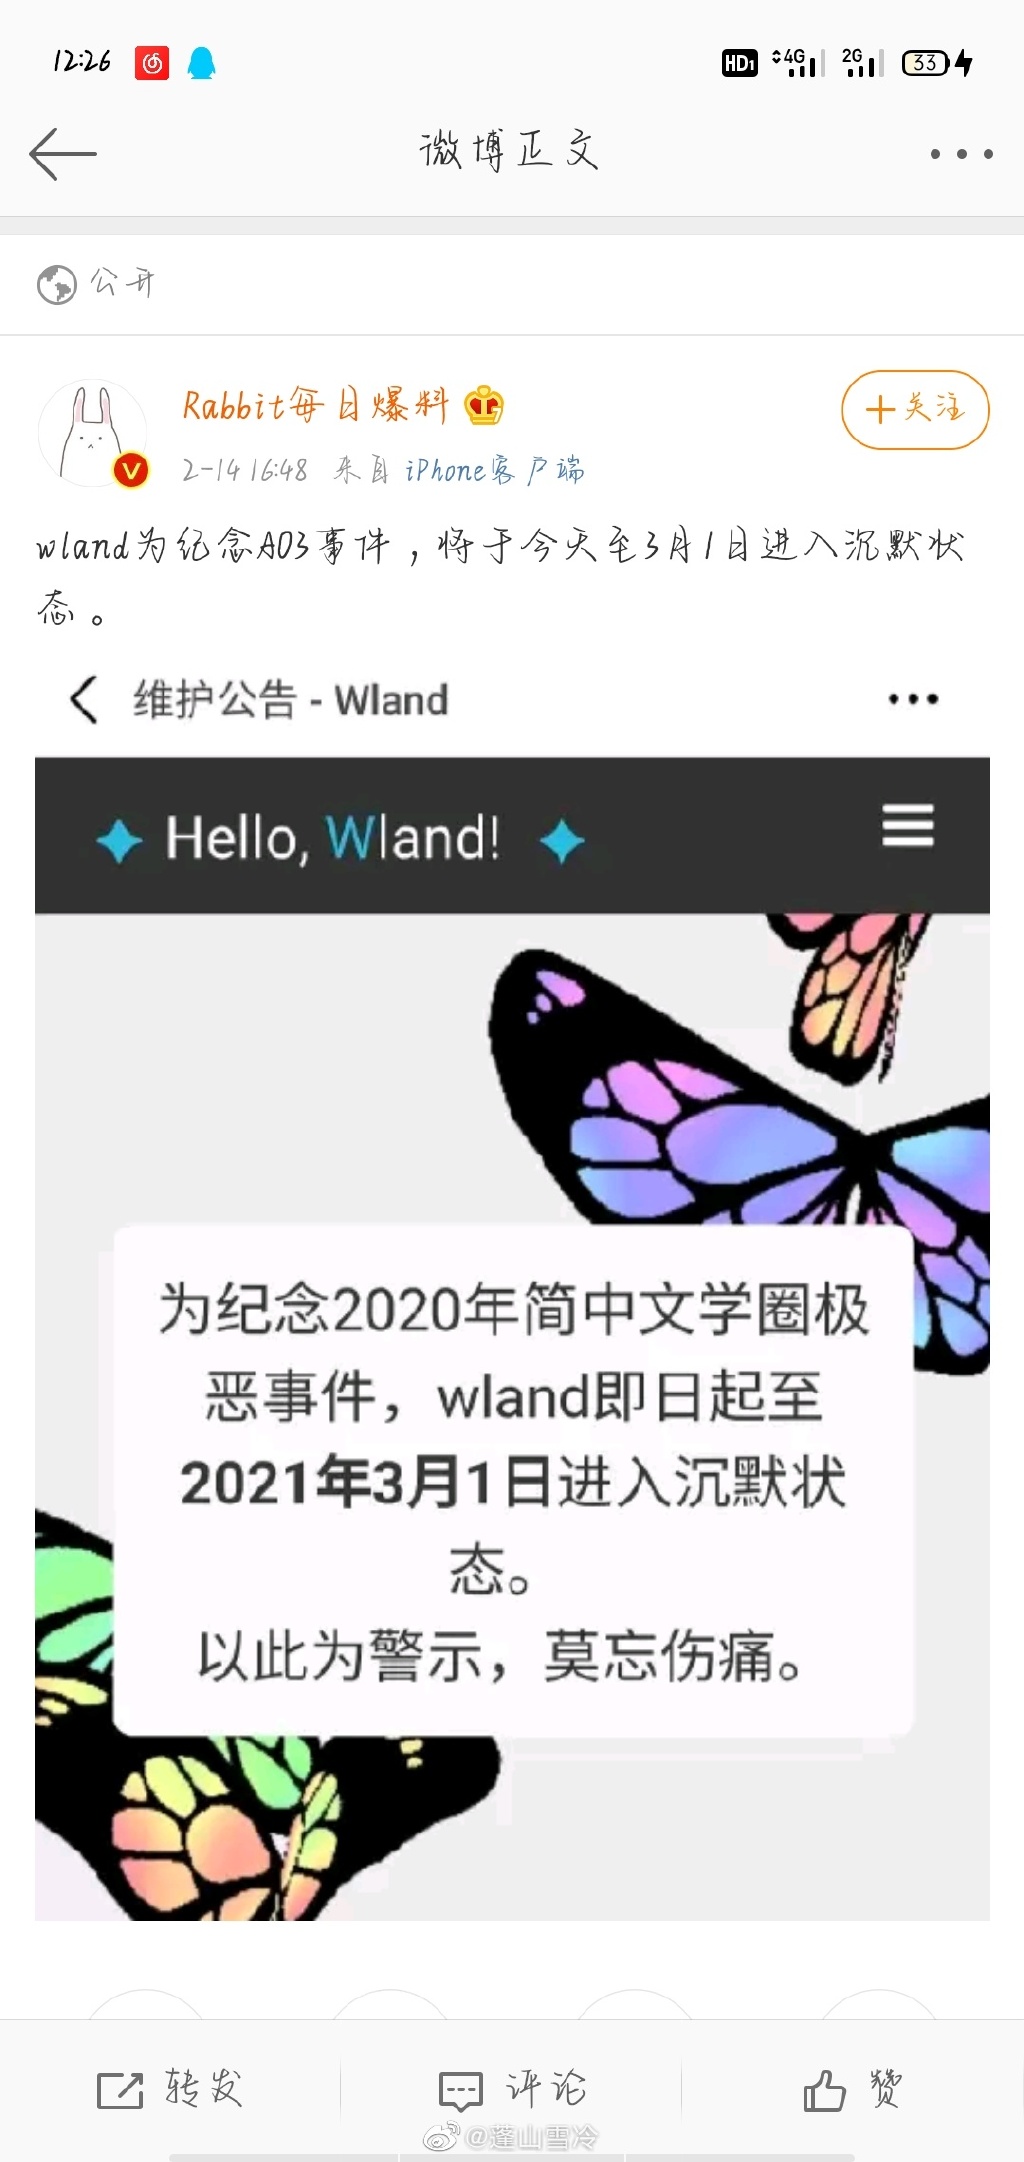 12:26
HD1 4G 2G 33
微博正文
公开
Rabbit每日爆料
7
+关注
V
2-14 16:48 来自 iPhone客户端
wland为纪念AO3事件，将于今天至3月1日进入沉默状
态。
维护公告 - Wland
Hello, Wland!
为纪念2020年简中文学圈极
恶事件，wland即日起至
2021年3月1日进入沉默状
态。
以此为警示，莫忘伤痛。
转发 评论 赞
@蓬山雪冷